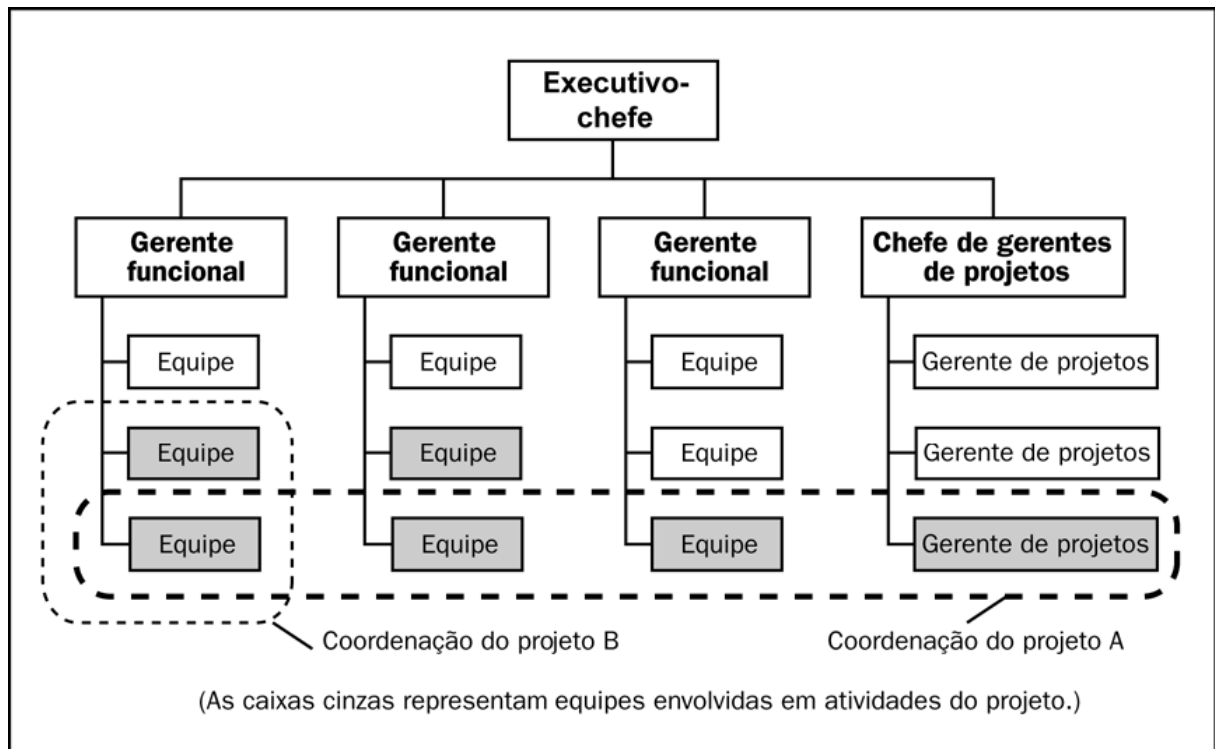 Executivo-
chefe
Gerente
funcional
Gerente
funcional
Gerente
funcional
Chefe de gerentes
de projetos
Equipe
Equipe
Equipe
Gerente de projetos
Equipe
Equipe
Equipe
Gerente de projetos
Equipe
Equipe
Equipe
Gerente de projetos
Coordenação do projeto B
Coordenação do projeto A
(As caixas cinzas representam equipes envolvidas em atividades do projeto.)